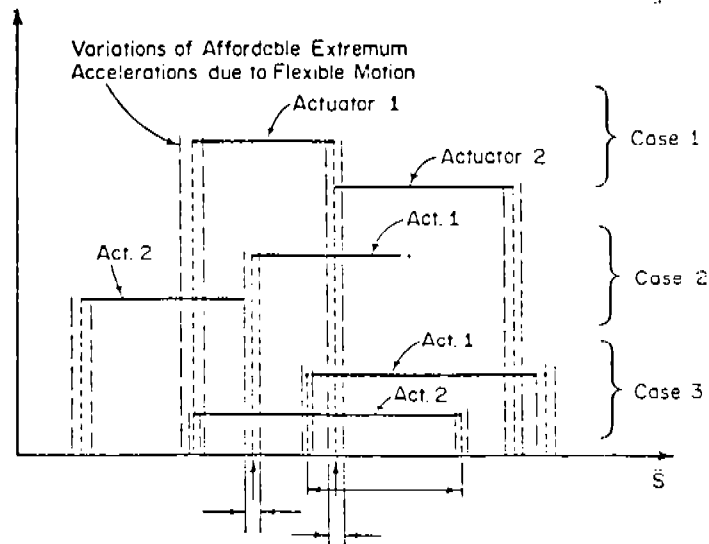 Variations of Affordable Extremum
Accelerations due to Flexible Motion
Actuator 1
Case 1
Actuator 2
Act. 1
Act. 2
Case 2
Act. 1
Act. 2
Case 3
S̈